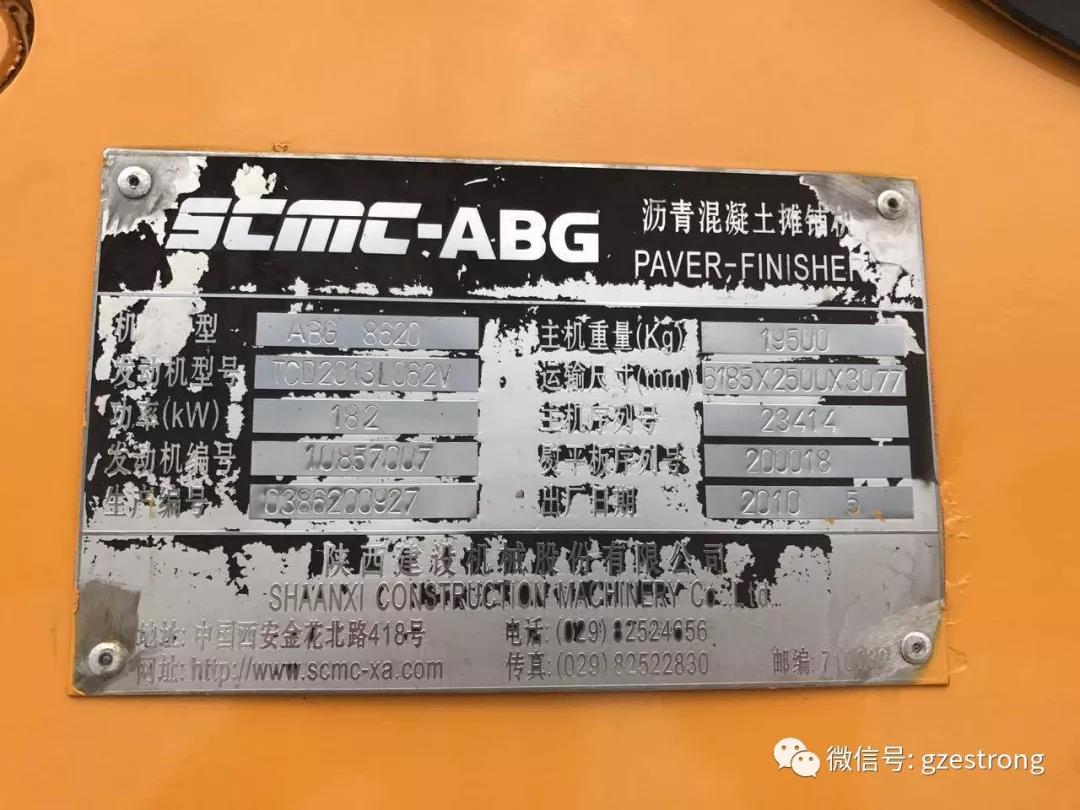 SCMC-ABG
沥青混凝土摊铺机
PAVER-FINISHER
机 型 ABG 8620 主机重量(Kg) 19500
发动机型号 TCD2013L062V 运输尺寸(mm) 6185X2500X3077
功率(kW) 182 主机序列号 23414
发动机编号 10857007 熨平板序列号 200018
生产编号 0386200927 出厂日期 2010 5
陕西建设机械股份有限公司
SHAANXI CONSTRUCTION MACHINERY Co.,Ltd.
地址: 中国西安金花北路418号 电话: (029) 82524656
网址: http://www.scmc-xa.com 传真: (029) 82522830 邮编:
微信号: gzestrong